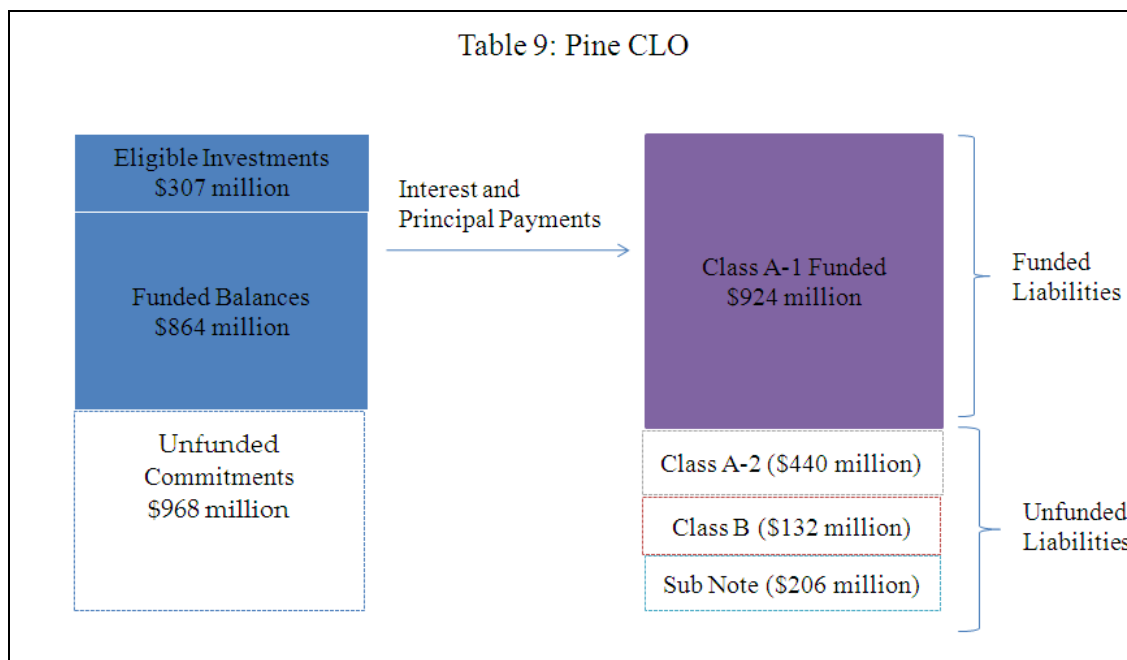 Table 9: Pine CLO
Eligible Investments
$307 million
Funded Balances
$864 million
Unfunded
Commitments
$968 million
Interest and
Principal Payments
Class A-1 Funded
$924 million
Class A-2 ($440 million)
Class B ($132 million)
Sub Note ($206 million)
Funded
Liabilities
Unfunded
Liabilities